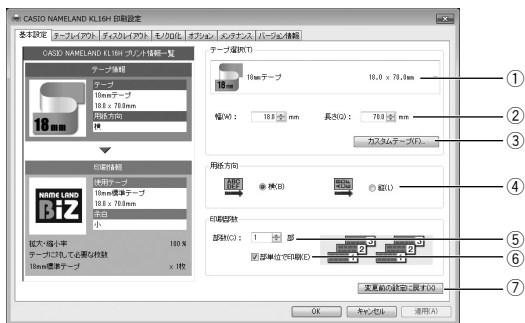 CASIO NAMELAND KL16H 印刷設定
基本設定 テープレイアウト ディスクレイアウト モノクロ化 オプション メンテナンス バージョン情報
CASIO NAMELAND KL16H プリント情報一覧
テープ情報
18mm
テープ
18mmテープ
18.0 x 70.0mm
用紙方向
横
印刷情報
NAME LAND
BiZ
使用テープ
18mm標準テープ
18.0 x 70.0mm
余白
小
拡大・縮小率 100 %
テープに対して必要な枚数
18mm標準テープ × 1枚
テープ選択(T)
18mm
18mmテープ 18.0 x 70.0mm ①
幅(W): 18.0 mm 長さ(Q): 70.0 mm ②
カスタムテープ(F)... ③
用紙方向
ABC
DEF
横(B)
縦(L) ④
印刷部数
部数(C): 1 部 ⑤
部単位で印刷(E) ⑥
3 3
2 2
1 1
変更前の設定に戻す(X) ⑦
OK キャンセル 適用(A)